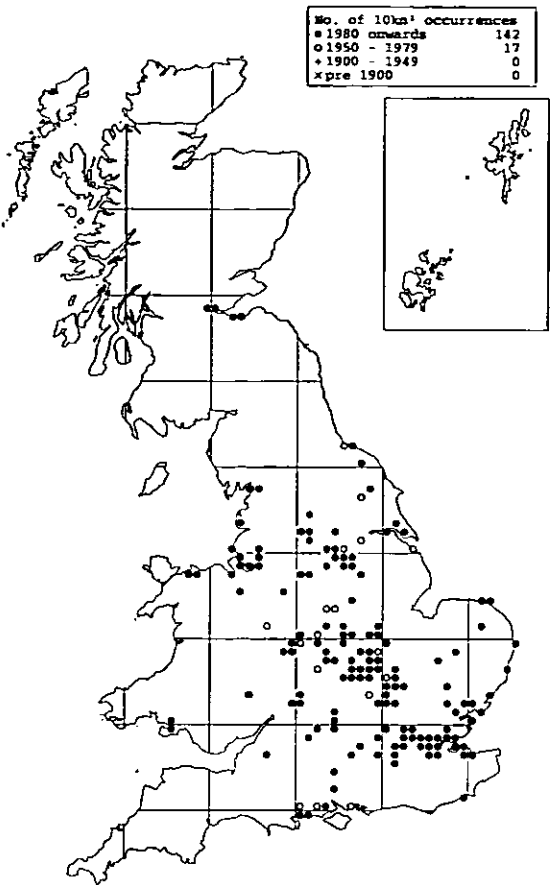 No. of 10km² occurrences
● 1980 onwards 142
○ 1950 - 1979 17
+ 1900 - 1949 0
× pre 1900 0